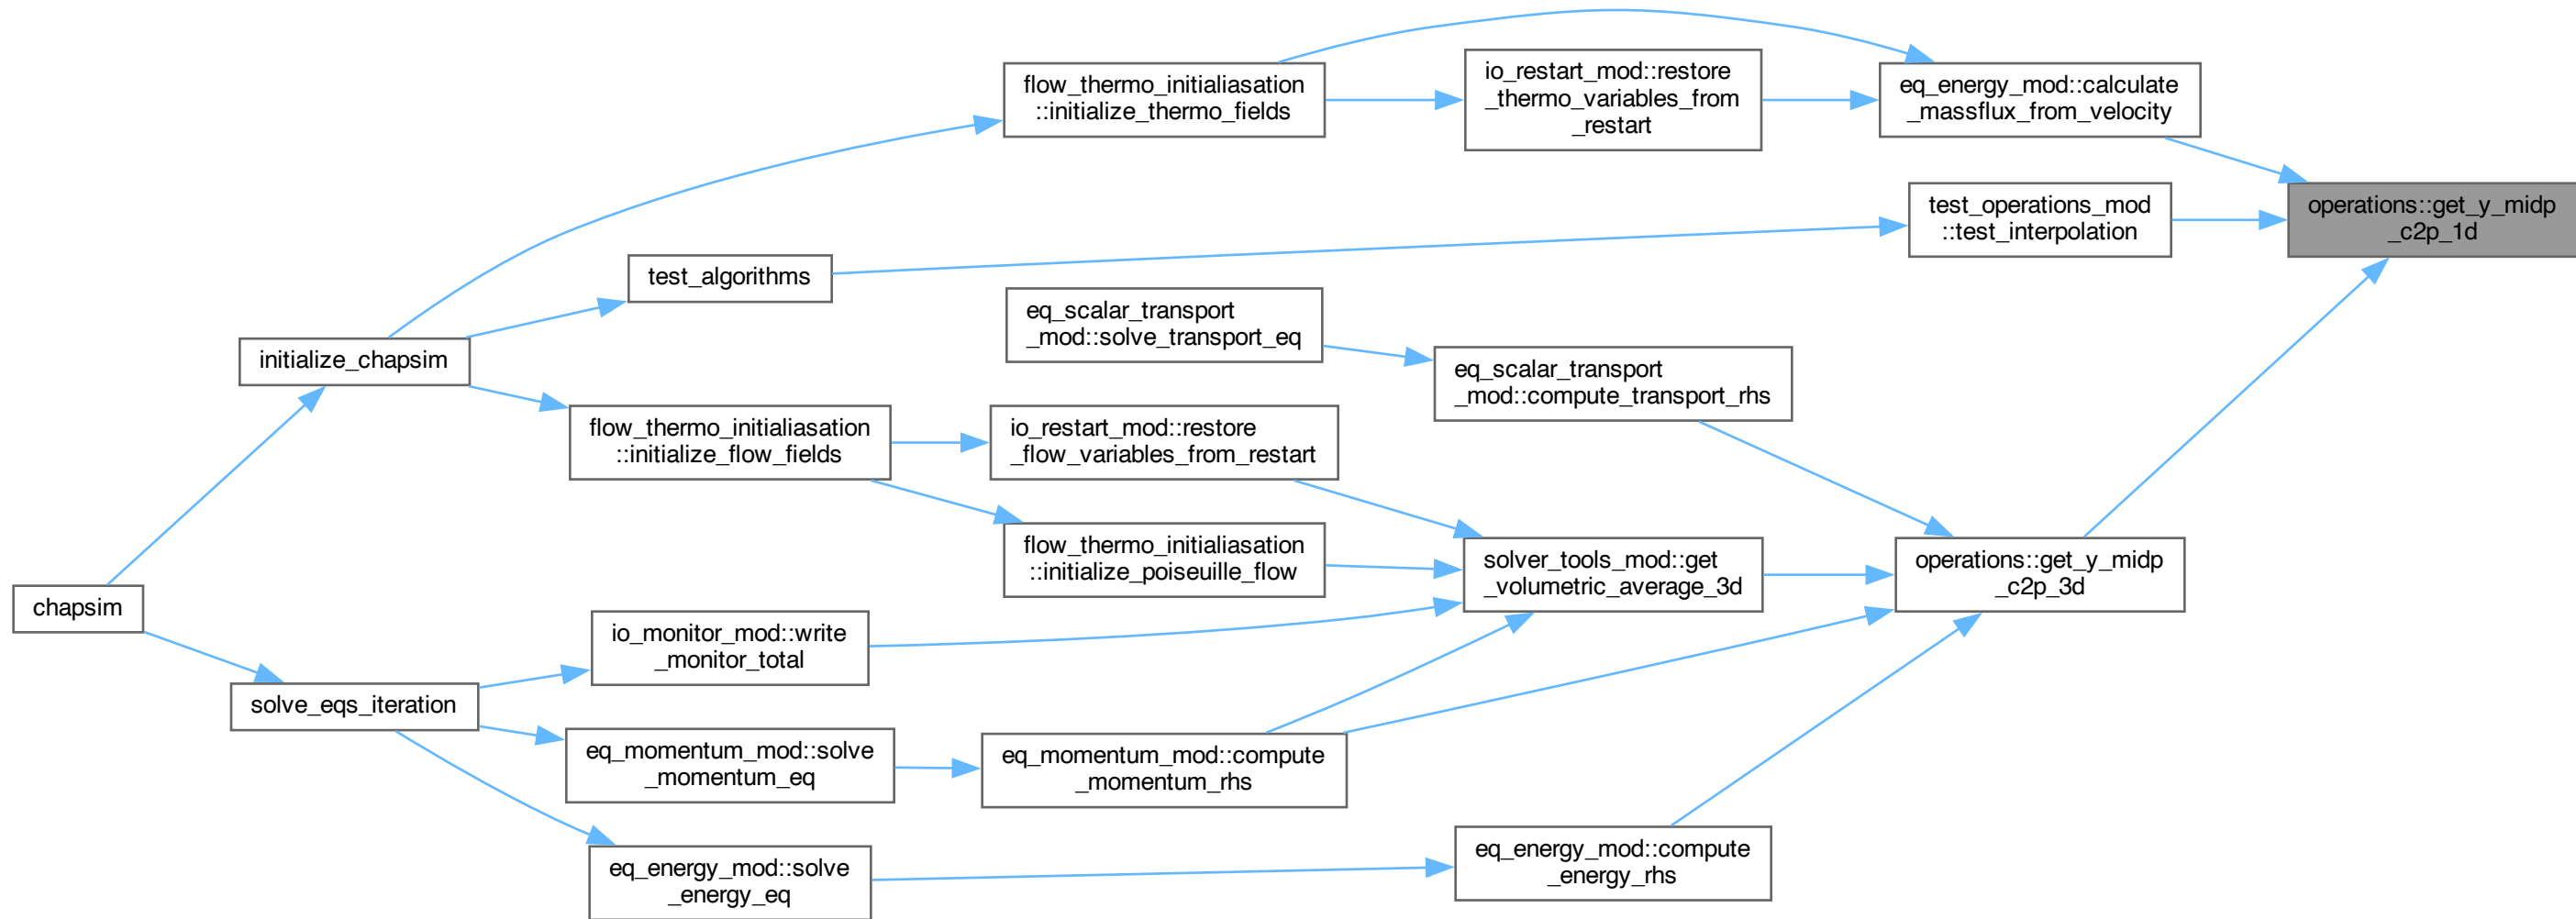 flow_thermo_initialiasation
::initialize_thermo_fields
io_restart_mod::restore
_thermo_variables_from
_restart
eq_energy_mod::calculate
_massflux_from_velocity
operations::get_y_midp
_c2p_1d
test_operations_mod
::test_interpolation
test_algorithms
eq_scalar_transport
_mod::solve_transport_eq
initialize_chapsim
eq_scalar_transport
_mod::compute_transport_rhs
flow_thermo_initialiasation
::initialize_flow_fields
io_restart_mod::restore
_flow_variables_from_restart
flow_thermo_initialiasation
::initialize_poiseuille_flow
solver_tools_mod::get
_volumetric_average_3d
operations::get_y_midp
_c2p_3d
chapsim
io_monitor_mod::write
_monitor_total
solve_eqs_iteration
eq_momentum_mod::solve
_momentum_eq
eq_momentum_mod::compute
_momentum_rhs
eq_energy_mod::solve
_energy_eq
eq_energy_mod::compute
_energy_rhs